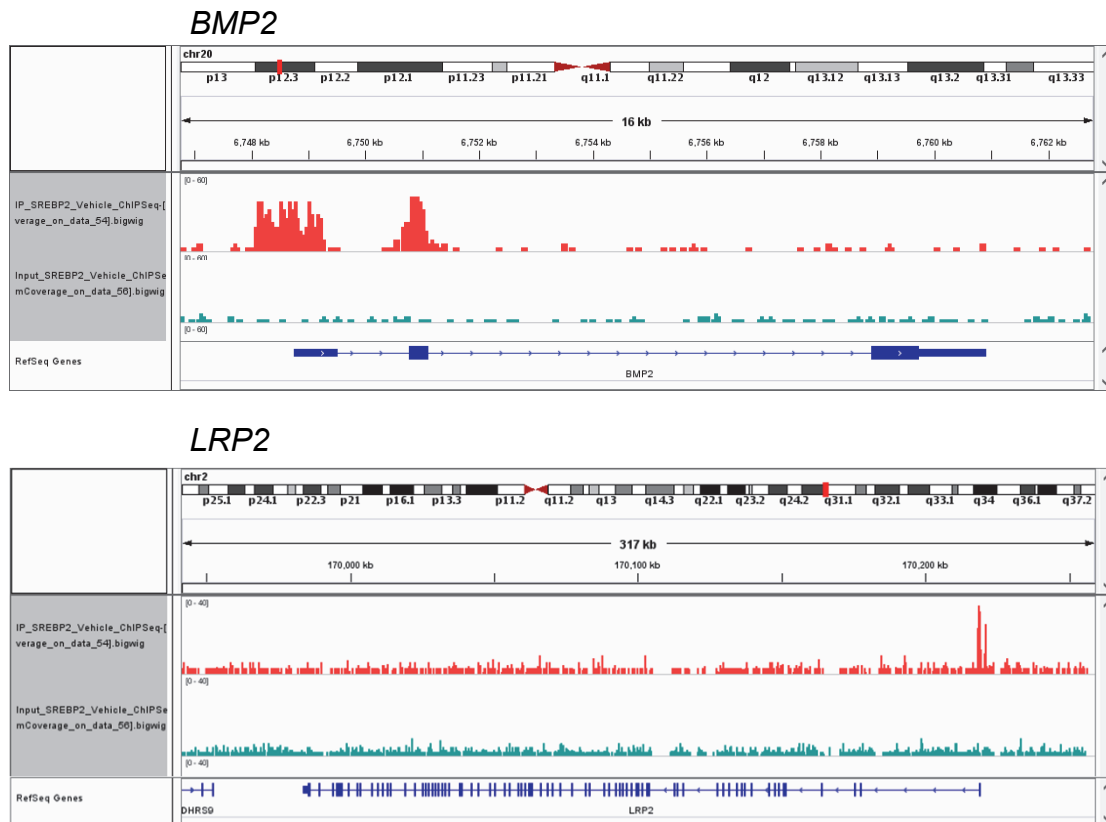 BMP2
chr20
p13 p12.3 p12.2 p12.1 p11.23 p11.21 q11.1 q11.22 q12 q13.12 q13.13 q13.2 q13.31 q13.33
16 kb
6,748 kb 6,750 kb 6,752 kb 6,754 kb 6,756 kb 6,758 kb 6,760 kb 6,762 kb
[0 - 60]
IP_SREBP2_Vehicle_ChIPSeq-[
verage_on_data_54].bigwig
[0 - 60]
Input_SREBP2_Vehicle_ChIPSe
mCoverage_on_data_56].bigwig
[0 - 60]
RefSeq Genes
BMP2
LRP2
chr2
p25.1 p24.1 p22.3 p21 p16.1 p13.3 p11.2 q11.2 q13 q14.3 q22.1 q23.2 q24.2 q31.1 q32.1 q33.1 q34 q36.1 q37.2
317 kb
170,000 kb 170,100 kb 170,200 kb
[0 - 40]
IP_SREBP2_Vehicle_ChIPSeq-[
verage_on_data_54].bigwig
[0 - 40]
Input_SREBP2_Vehicle_ChIPSe
mCoverage_on_data_56].bigwig
[0 - 40]
RefSeq Genes
DHRS9 LRP2